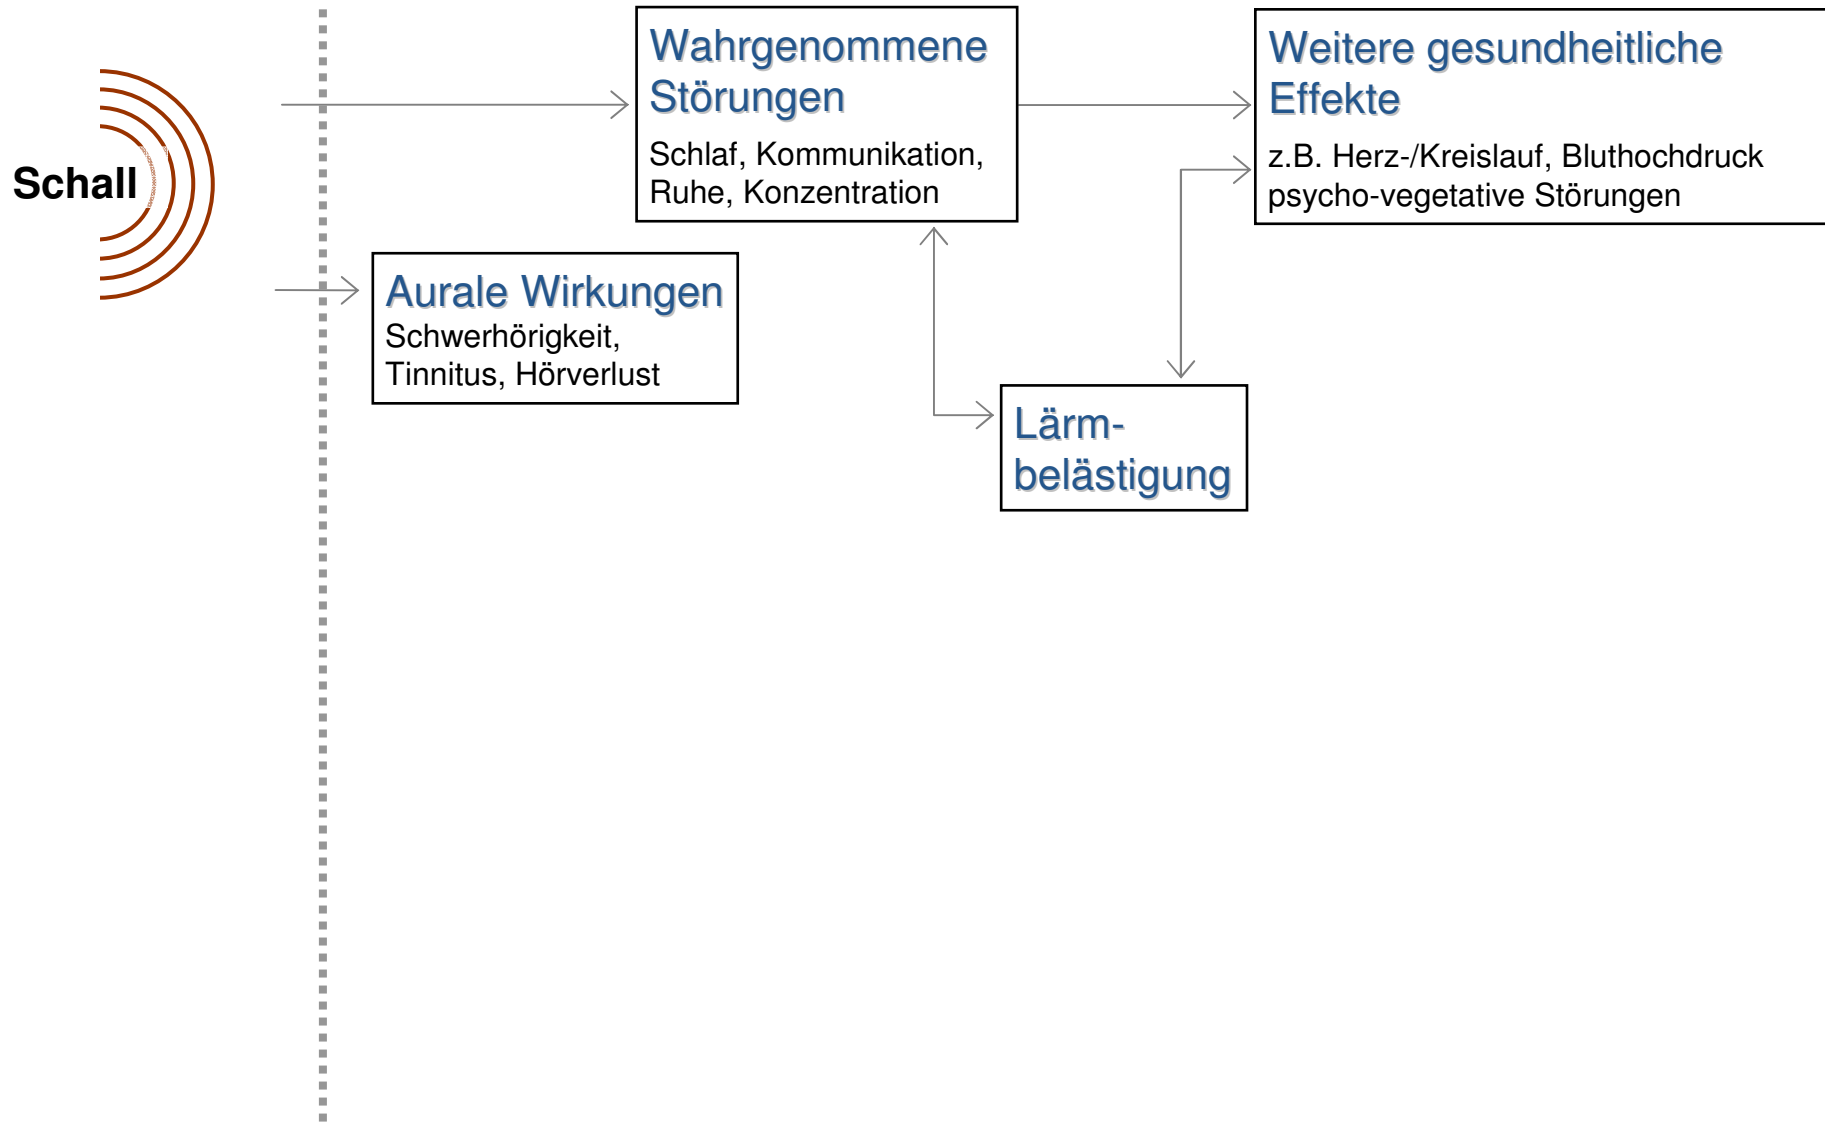 Schall
Wahrgenommene
Störungen
Schlaf, Kommunikation,
Ruhe, Konzentration
Weitere gesundheitliche
Effekte
z.B. Herz-/Kreislauf, Bluthochdruck
psycho-vegetative Störungen
Aurale Wirkungen
Schwerhörigkeit,
Tinnitus, Hörverlust
Lärm-
belästigung